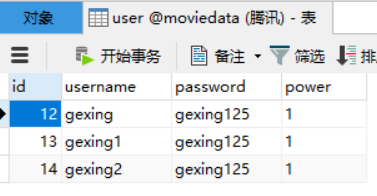 对象 user @moviedata (腾讯) - 表
开始事务 备注 筛选 排
id username password power
12 gexing gexing125 1
13 gexing1 gexing125 1
14 gexing2 gexing125 1